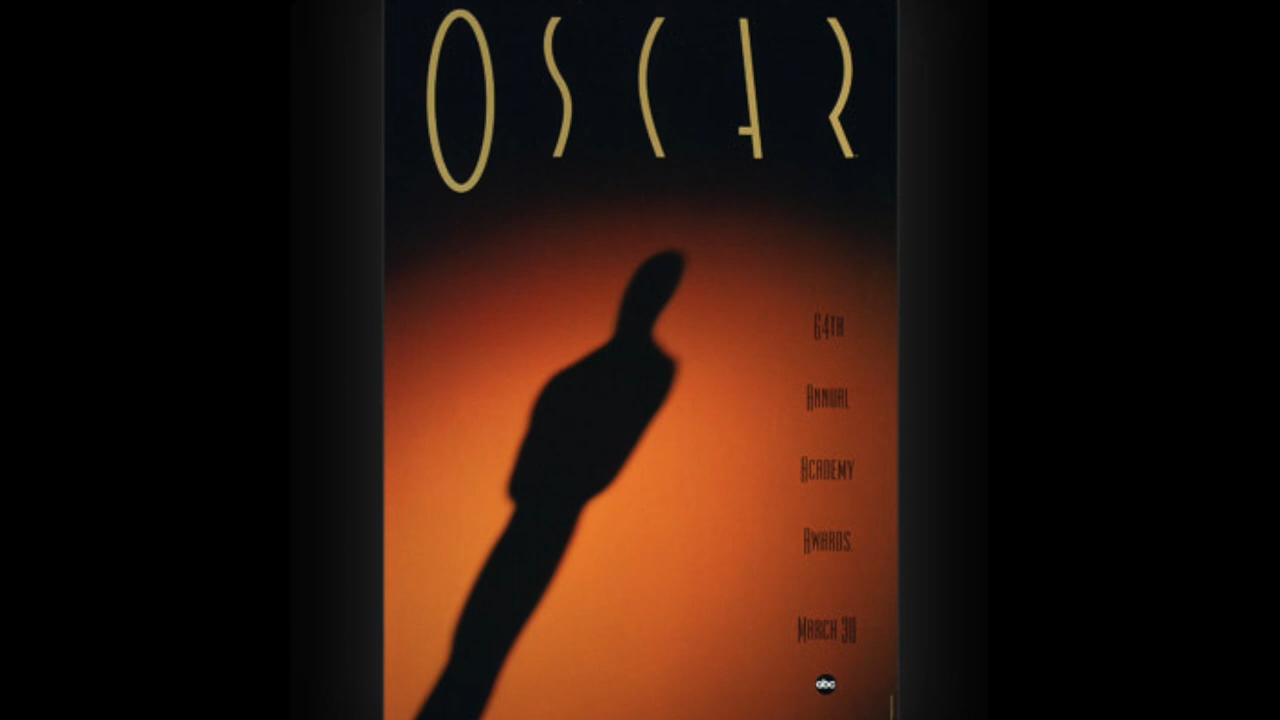 OSCAR
64TH
ANNUAL
ACADEMY
AWARDS.
MARCH 30
abc